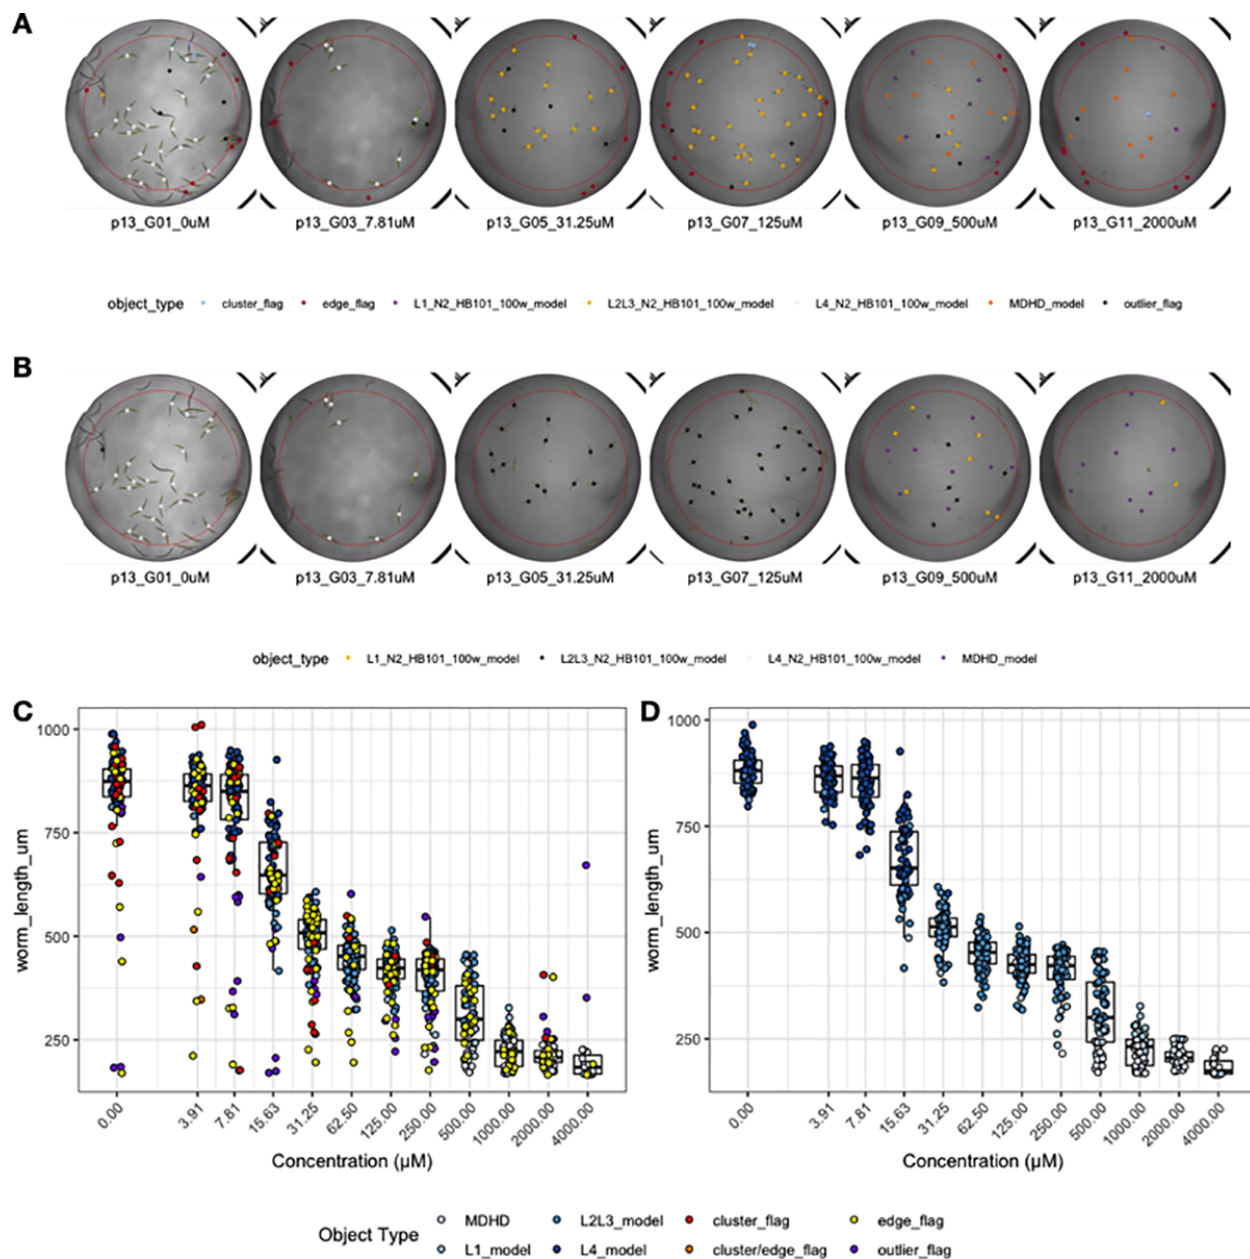 A
p13_G01_0uM p13_G03_7.81uM p13_G05_31.25uM p13_G07_125uM p13_G09_500uM p13_G11_2000uM
object_type cluster_flag edge_flag L1_N2_HB101_100w_model L2L3_N2_HB101_100w_model L4_N2_HB101_100w_model MDHD_model outlier_flag
B
p13_G01_0uM p13_G03_7.81uM p13_G05_31.25uM p13_G07_125uM p13_G09_500uM p13_G11_2000uM
object_type L1_N2_HB101_100w_model L2L3_N2_HB101_100w_model L4_N2_HB101_100w_model MDHD_model
C
1000
750
500
250
worm_length_um
0.00 3.91 7.81 15.63 31.25 62.50 125.00 250.00 500.00 1000.00 2000.00 4000.00
Concentration (µM)
D
1000
750
500
250
worm_length_um
0.00 3.91 7.81 15.63 31.25 62.50 125.00 250.00 500.00 1000.00 2000.00 4000.00
Concentration (µM)
Object Type
MDHD L2L3_model cluster_flag edge_flag
L1_model L4_model cluster/edge_flag outlier_flag